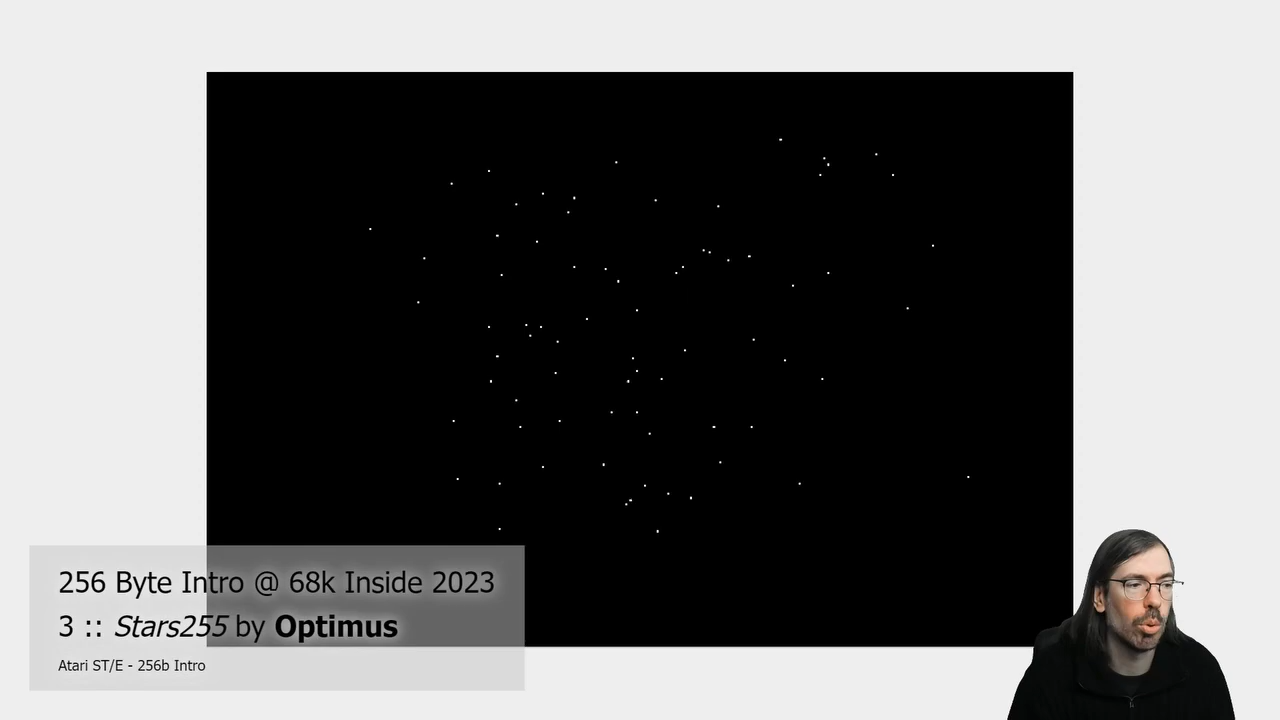 256 Byte Intro @ 68k Inside 2023
3 :: Stars255 by Optimus
Atari ST/E - 256b Intro